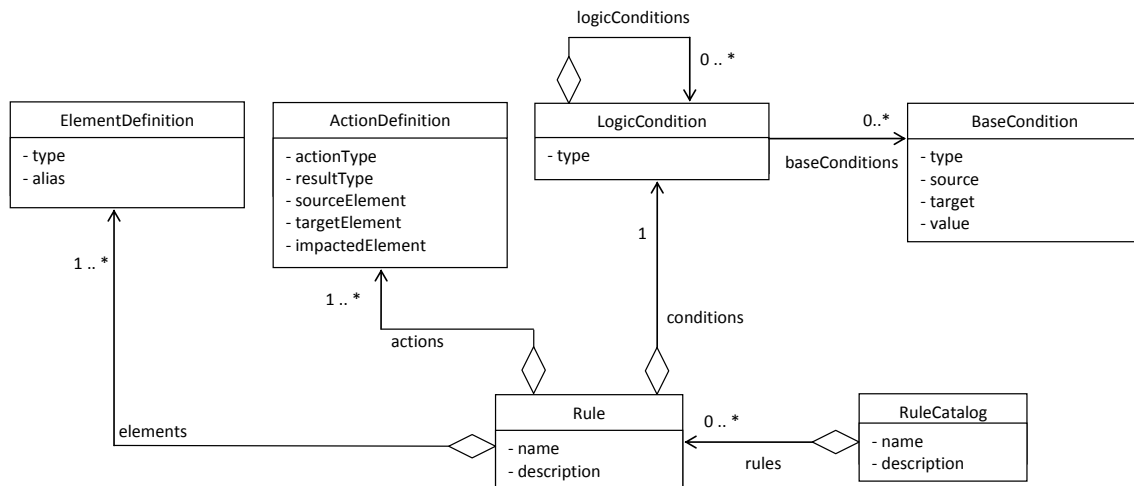 logicConditions
0 .. *
ElementDefinition
- type
- alias
ActionDefinition
- actionType
- resultType
- sourceElement
- targetElement
- impactedElement
LogicCondition
- type
0..*
baseConditions
BaseCondition
- type
- source
- target
- value
1 .. *
1 .. *
1
actions
conditions
elements
Rule
- name
- description
0 .. *
rules
RuleCatalog
- name
- description